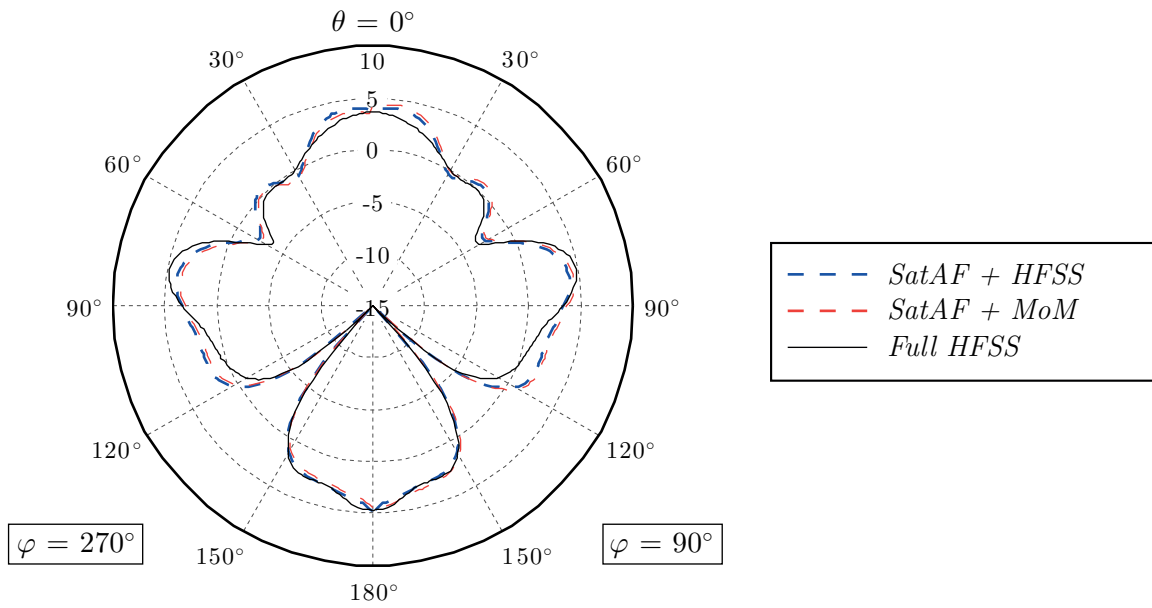 θ = 0°
30°
10
30°
5
60°
0
60°
-5
-10
90°
-15
90°
120°
120°
150°
150°
180°
φ = 270°
φ = 90°
SatAF + HFSS
SatAF + MoM
Full HFSS